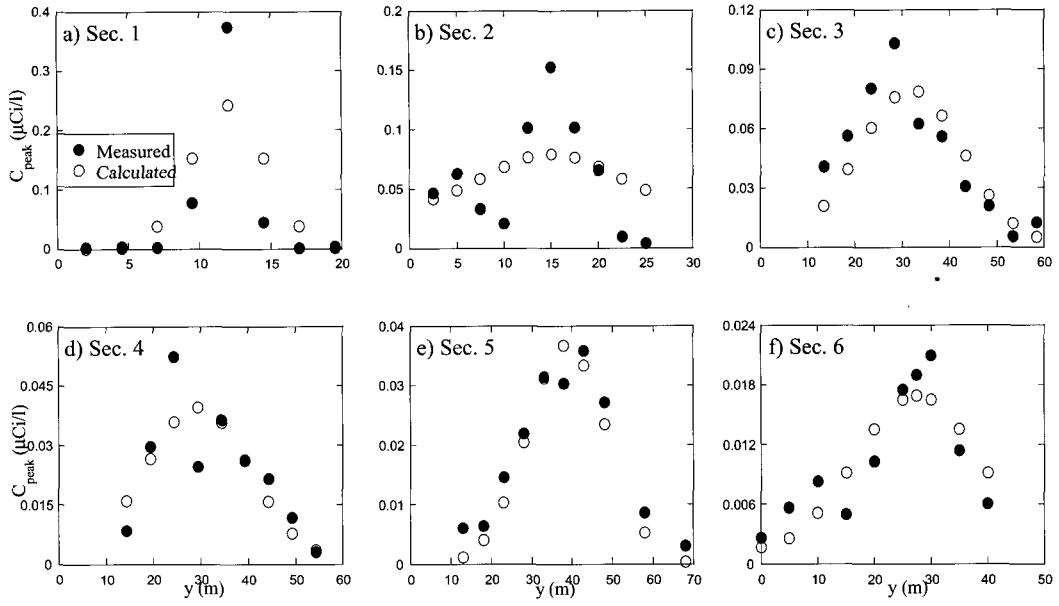 a) Sec. 1
0.4
0.3
0.2
0.1
0
C_peak (μCi/l)
Measured
Calculated
0 5 10 15 20
b) Sec. 2
0.2
0.15
0.1
0.05
0
0 5 10 15 20 25 30
c) Sec. 3
0.12
0.09
0.06
0.03
0
0 10 20 30 40 50 60
d) Sec. 4
0.06
0.045
0.03
0.015
0
C_peak (μCi/l)
0 10 20 30 40 50 60
y (m)
e) Sec. 5
0.04
0.03
0.02
0.01
0
0 10 20 30 40 50 60 70
y (m)
f) Sec. 6
0.024
0.018
0.012
0.006
0
0 10 20 30 40 50
y (m)